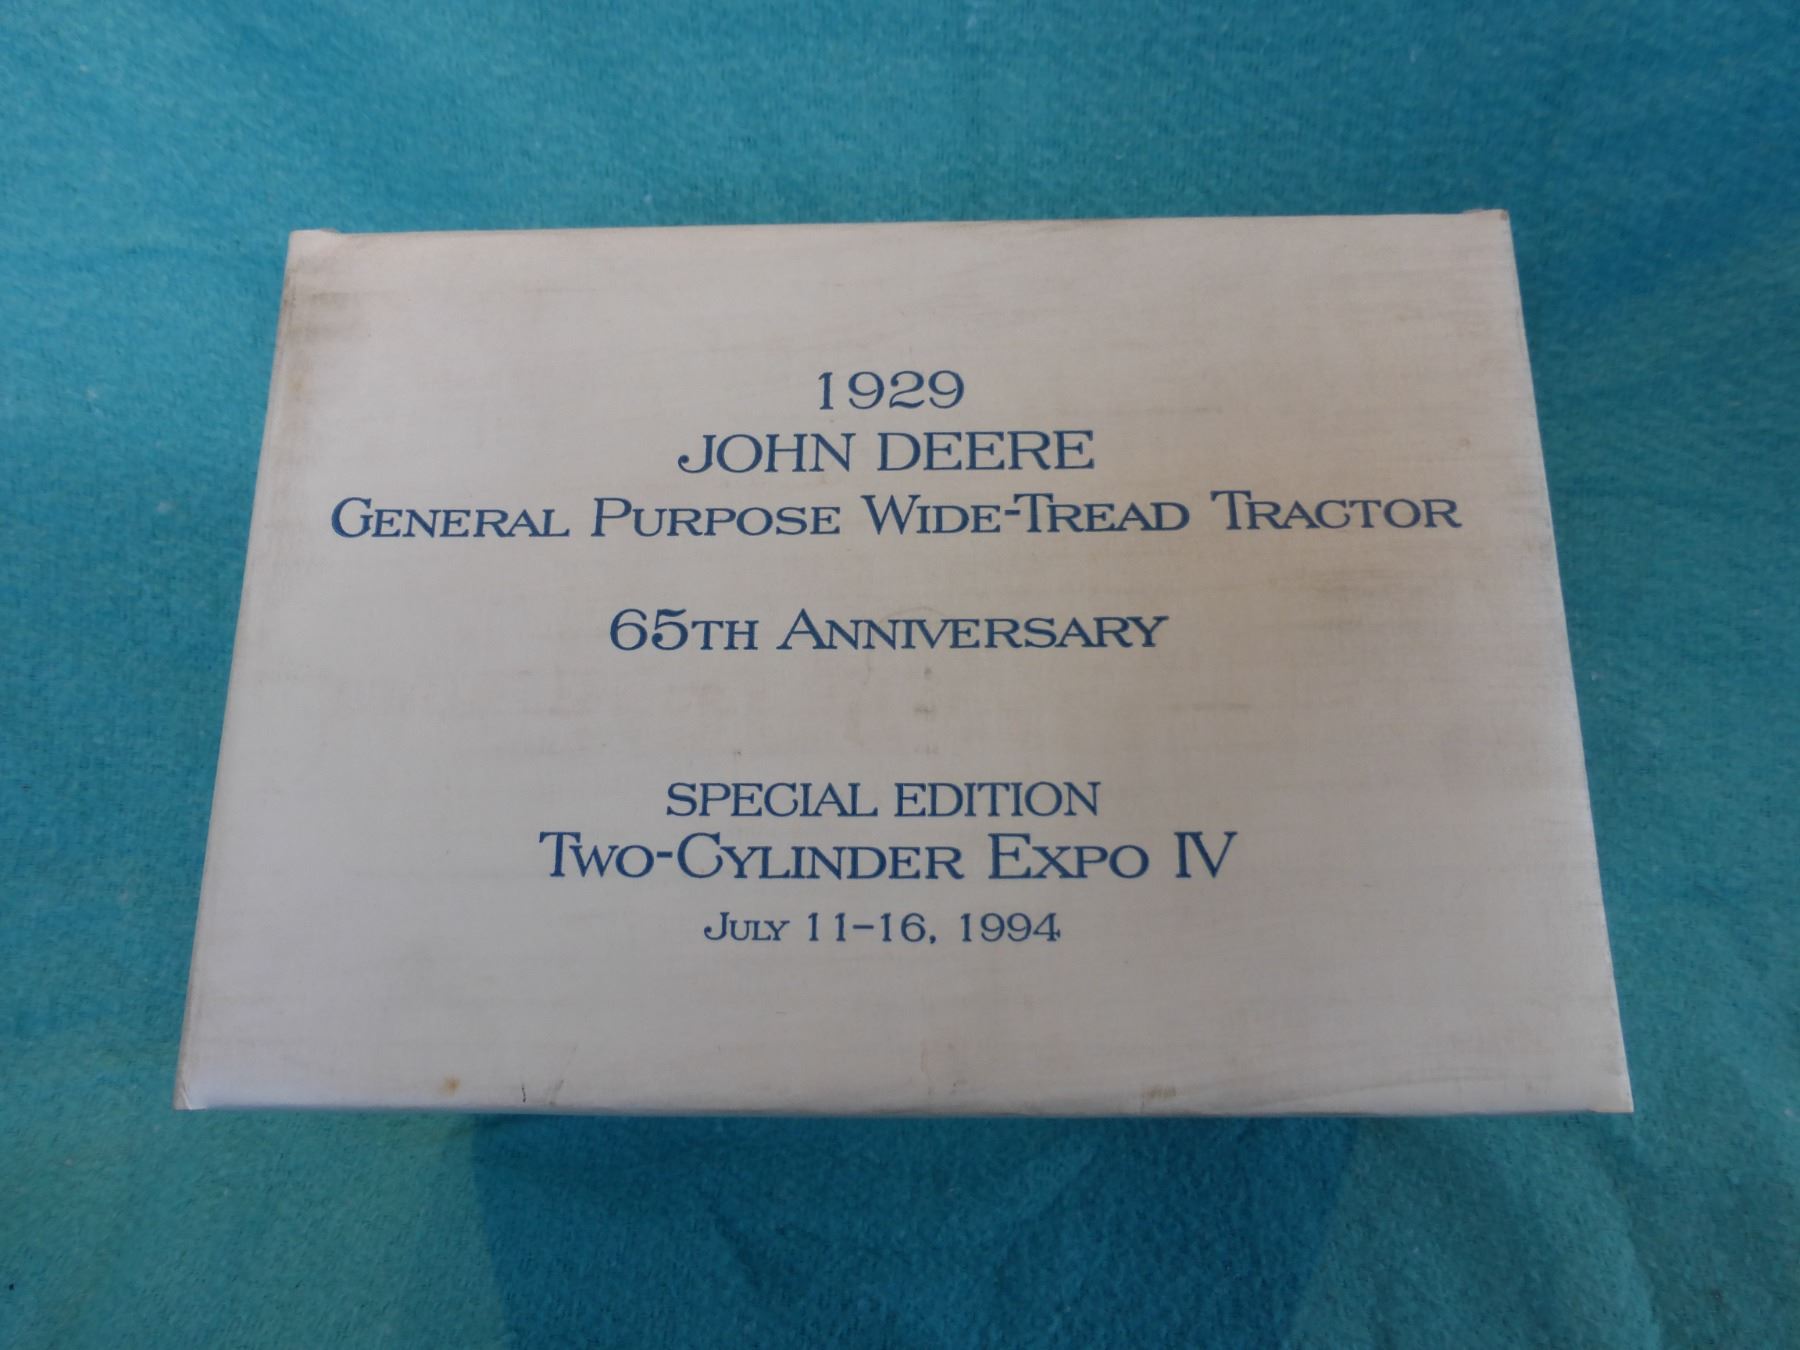 1929
JOHN DEERE
GENERAL PURPOSE WIDE-TREAD TRACTOR
65TH ANNIVERSARY
SPECIAL EDITION
TWO-CYLINDER EXPO IV
JULY 11-16, 1994